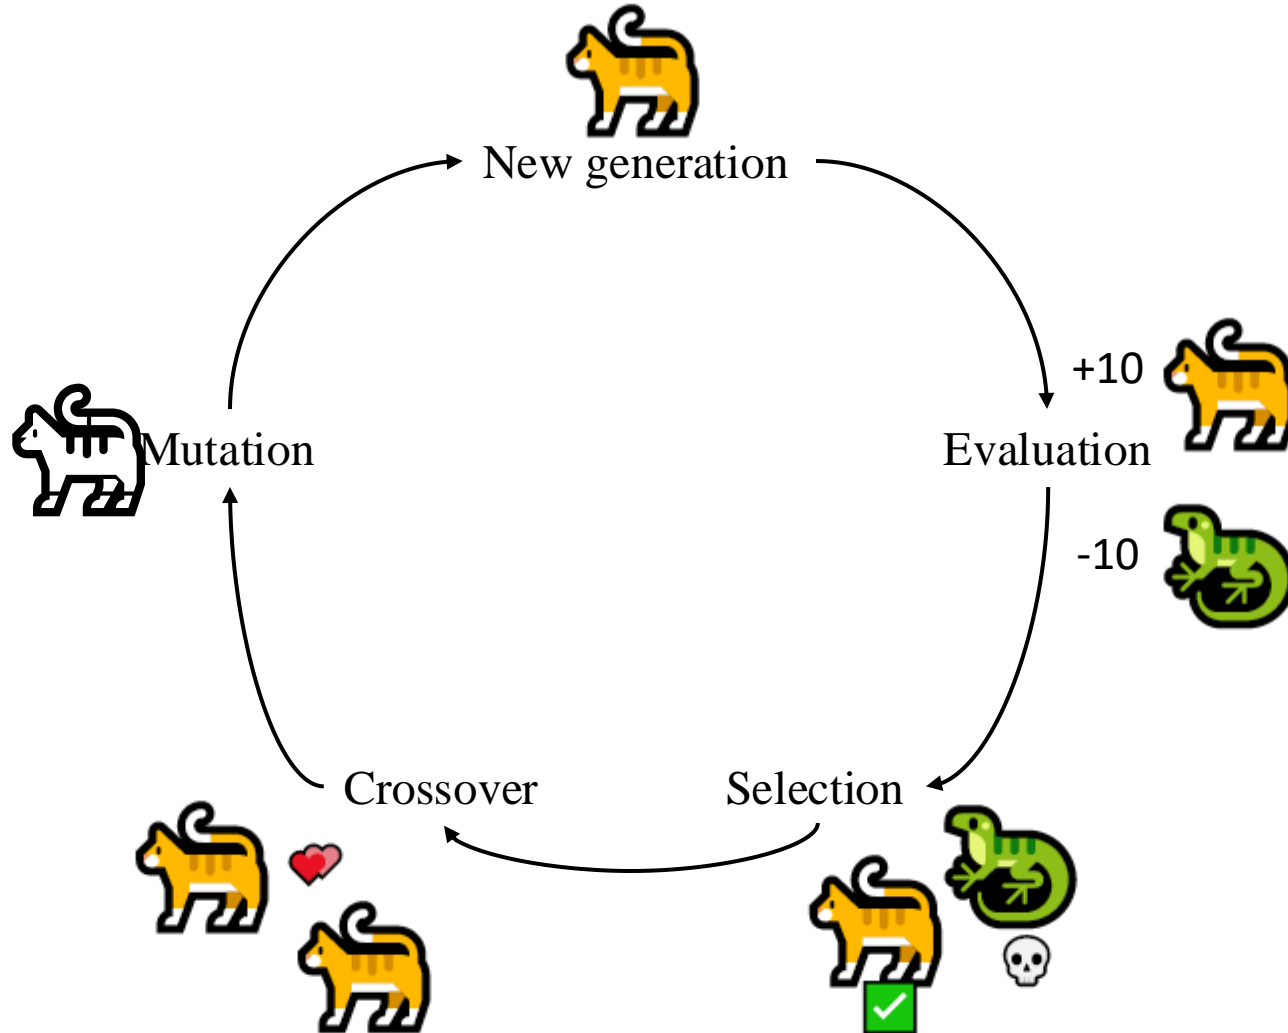 New generation
+10
Mutation
Evaluation
-10
Crossover
Selection